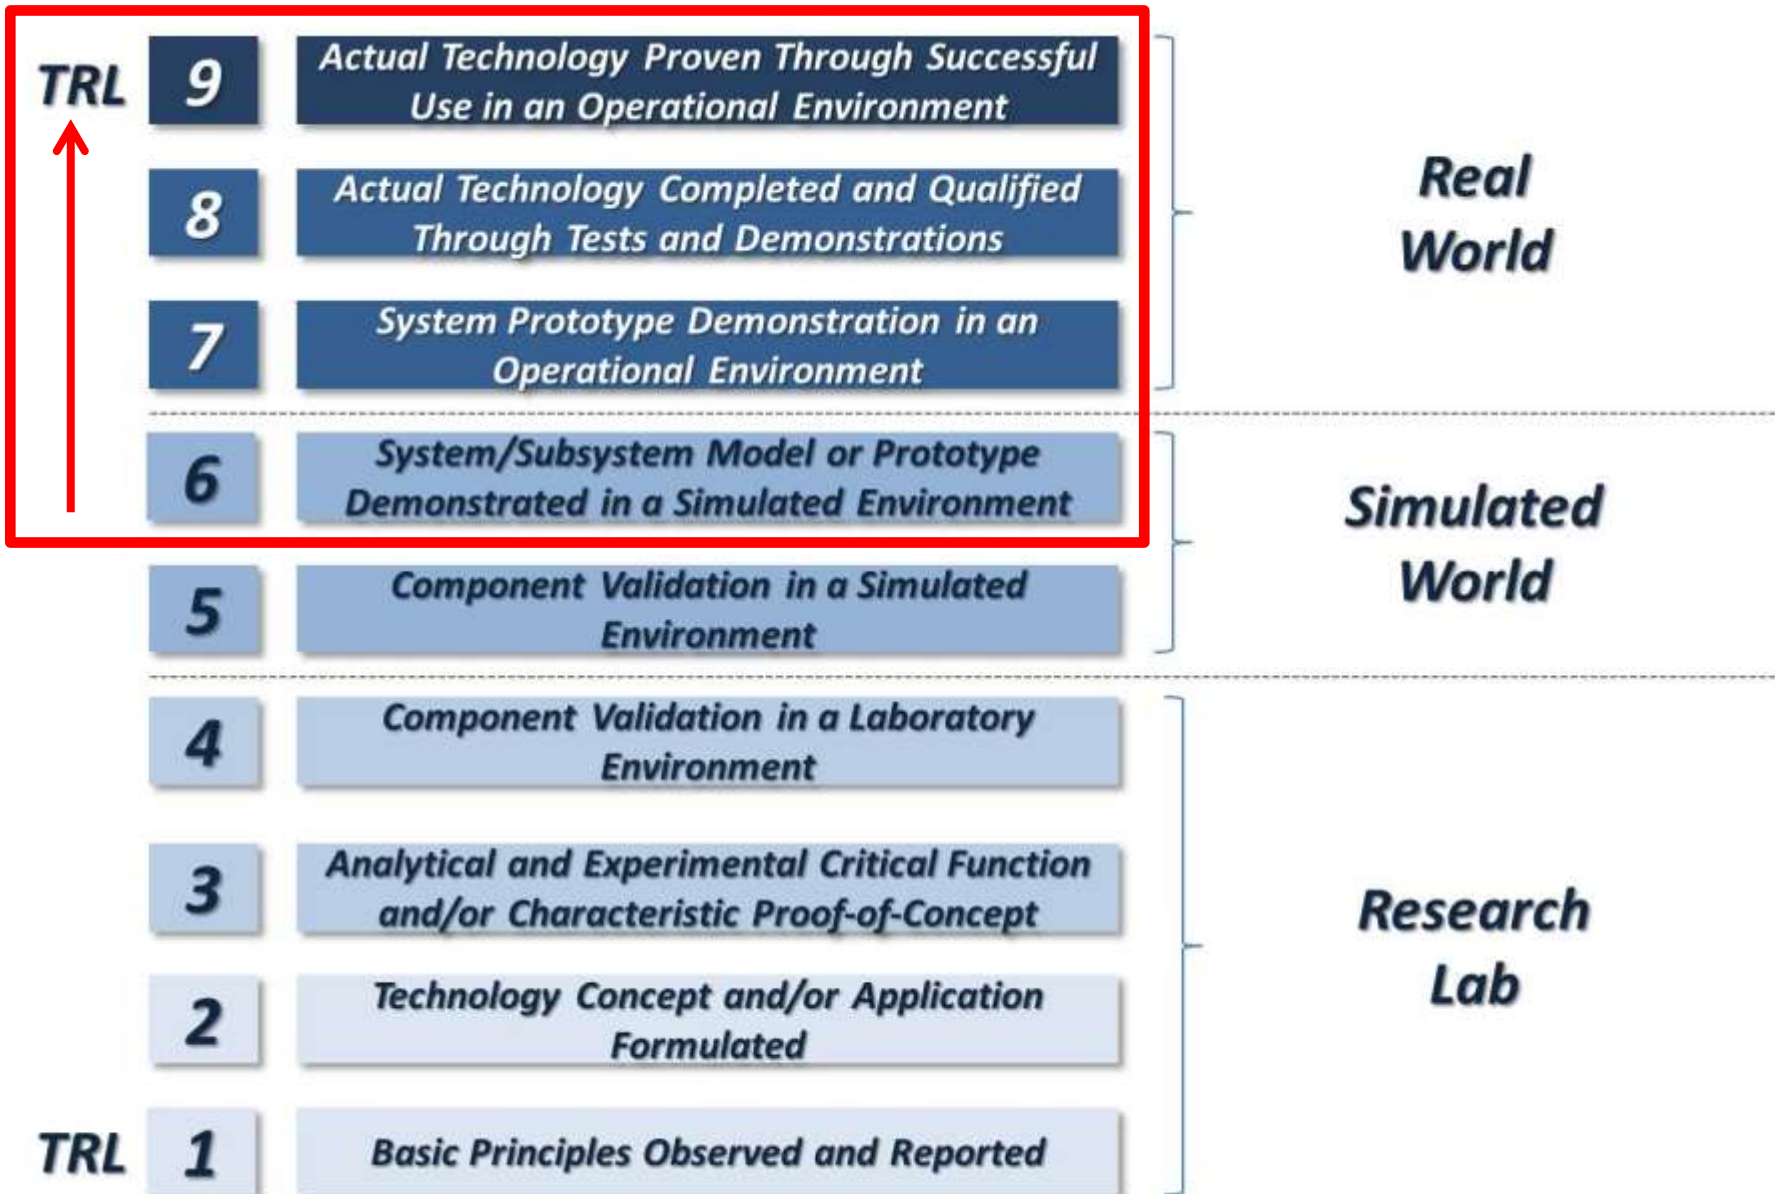 TRL 9 Actual Technology Proven Through Successful
Use in an Operational Environment
8 Actual Technology Completed and Qualified
Through Tests and Demonstrations
Real
World
7 System Prototype Demonstration in an
Operational Environment
6 System/Subsystem Model or Prototype
Demonstrated in a Simulated Environment
Simulated
World
5 Component Validation in a Simulated
Environment
4 Component Validation in a Laboratory
Environment
3 Analytical and Experimental Critical Function
and/or Characteristic Proof-of-Concept
Research
Lab
2 Technology Concept and/or Application
Formulated
TRL 1 Basic Principles Observed and Reported